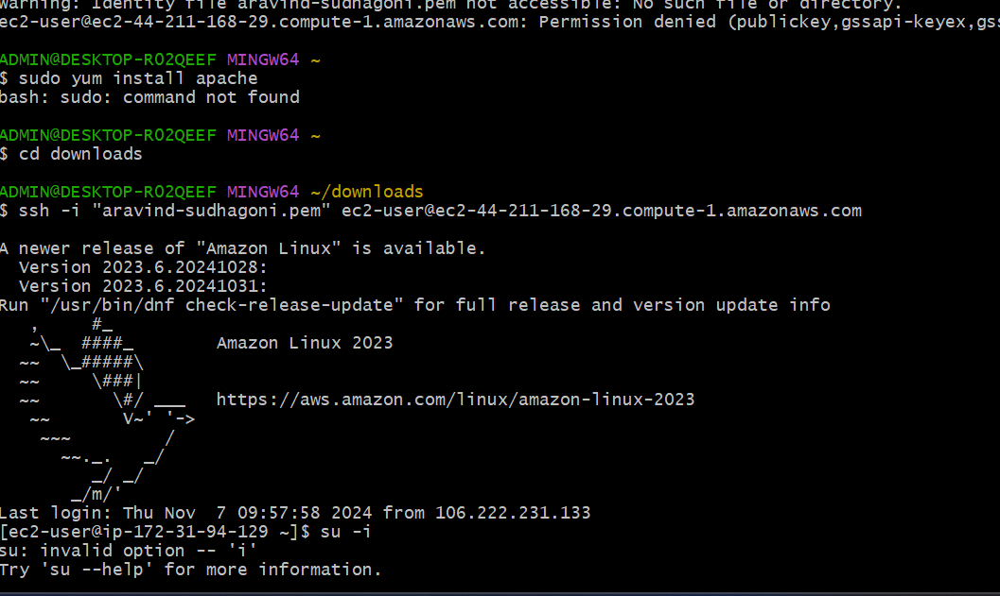 warning: Identity file aravind-sudhagoni.pem not accessible: No such file or directory.
ec2-user@ec2-44-211-168-29.compute-1.amazonaws.com: Permission denied (publickey,gssapi-keyex,gss
ADMIN@DESKTOP-R02QEEF MINGW64 ~
$ sudo yum install apache
bash: sudo: command not found
ADMIN@DESKTOP-R02QEEF MINGW64 ~
$ cd downloads
ADMIN@DESKTOP-R02QEEF MINGW64 ~/downloads
$ ssh -i "aravind-sudhagoni.pem" ec2-user@ec2-44-211-168-29.compute-1.amazonaws.com
A newer release of "Amazon Linux" is available.
  Version 2023.6.20241028:
  Version 2023.6.20241031:
Run "/usr/bin/dnf check-release-update" for full release and version update info
   ,     #_
   ~\_  ####_        Amazon Linux 2023
  ~~  \_#####\
  ~~     \###|
  ~~       \#/ ___   https://aws.amazon.com/linux/amazon-linux-2023
   ~~       V~' '->
    ~~~         /
      ~~._.   _/
         _/ _/
       _/m/'
Last login: Thu Nov  7 09:57:58 2024 from 106.222.231.133
[ec2-user@ip-172-31-94-129 ~]$ su -i
su: invalid option -- 'i'
Try 'su --help' for more information.